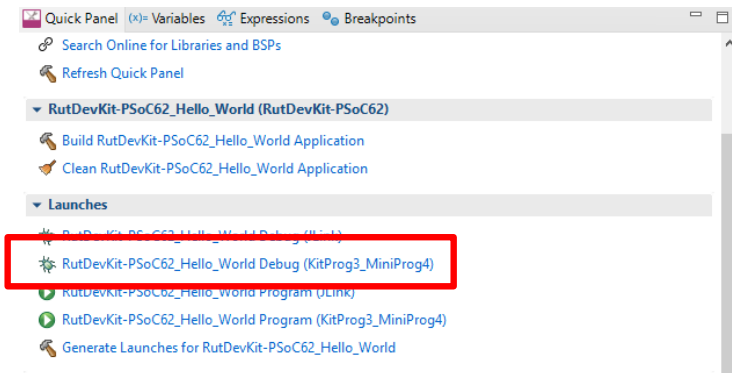 Quick Panel (x)= Variables Expressions Breakpoints
Search Online for Libraries and BSPs
Refresh Quick Panel
RutDevKit-PSoC62_Hello_World (RutDevKit-PSoC62)
Build RutDevKit-PSoC62_Hello_World Application
Clean RutDevKit-PSoC62_Hello_World Application
Launches
RutDevKit-PSoC62_Hello_World Debug (JLink)
RutDevKit-PSoC62_Hello_World Debug (KitProg3_MiniProg4)
RutDevKit-PSoC62_Hello_World Program (JLink)
RutDevKit-PSoC62_Hello_World Program (KitProg3_MiniProg4)
Generate Launches for RutDevKit-PSoC62_Hello_World